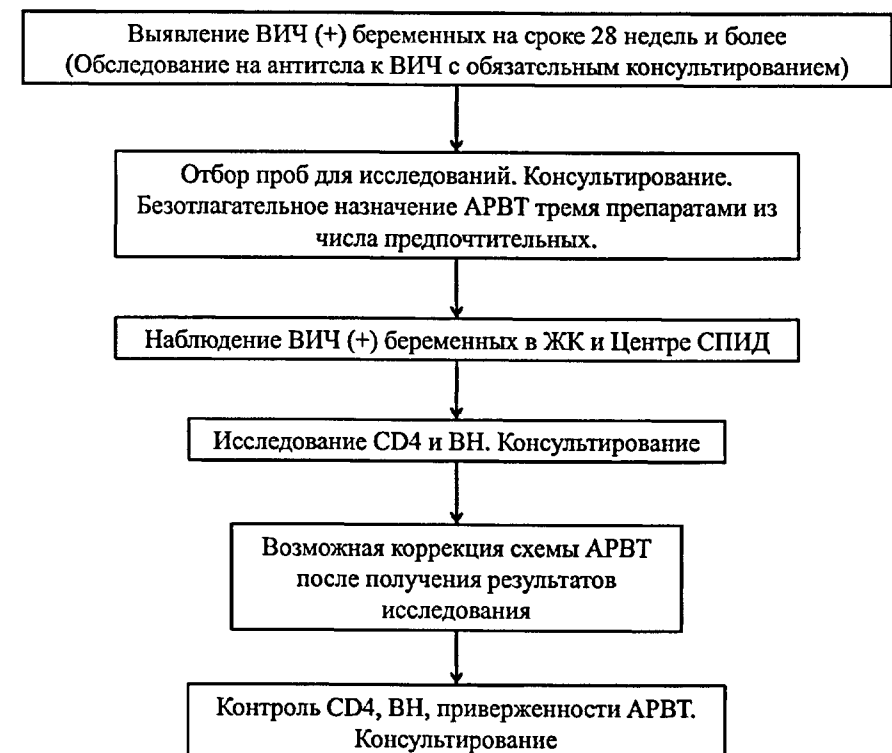 Выявление ВИЧ (+) беременных на сроке 28 недель и более
(Обследование на антитела к ВИЧ с обязательным консультированием)
Отбор проб для исследований. Консультирование.
Безотлагательное назначение АРВТ тремя препаратами из
числа предпочтительных.
Наблюдение ВИЧ (+) беременных в ЖК и Центре СПИД
Исследование CD4 и ВН. Консультирование
Возможная коррекция схемы АРВТ
после получения результатов
исследования
Контроль CD4, ВН, приверженности АРВТ.
Консультирование